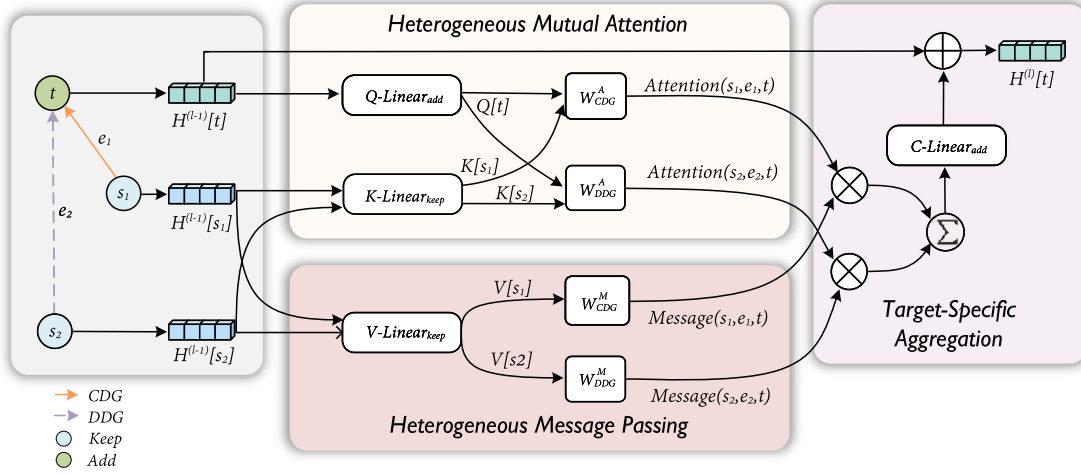 Heterogeneous Mutual Attention
t
H^(l-1)[t]
e₁
s₁
H^(l-1)[s₁]
e₂
s₂
H^(l-1)[s₂]
CDG
DDG
Keep
Add
Q-Linear_add
Q[t]
K[s₁]
K-Linear_keep
K[s₂]
W^A_CDG
Attention(s₁,e₁,t)
W^A_DDG
Attention(s₂,e₂,t)
V-Linear_keep
V[s₁]
V[s2]
W^M_CDG
Message(s₁,e₁,t)
W^M_DDG
Message(s₂,e₂,t)
Heterogeneous Message Passing
H^(l)[t]
C-Linear_add
Σ
Target-Specific
Aggregation